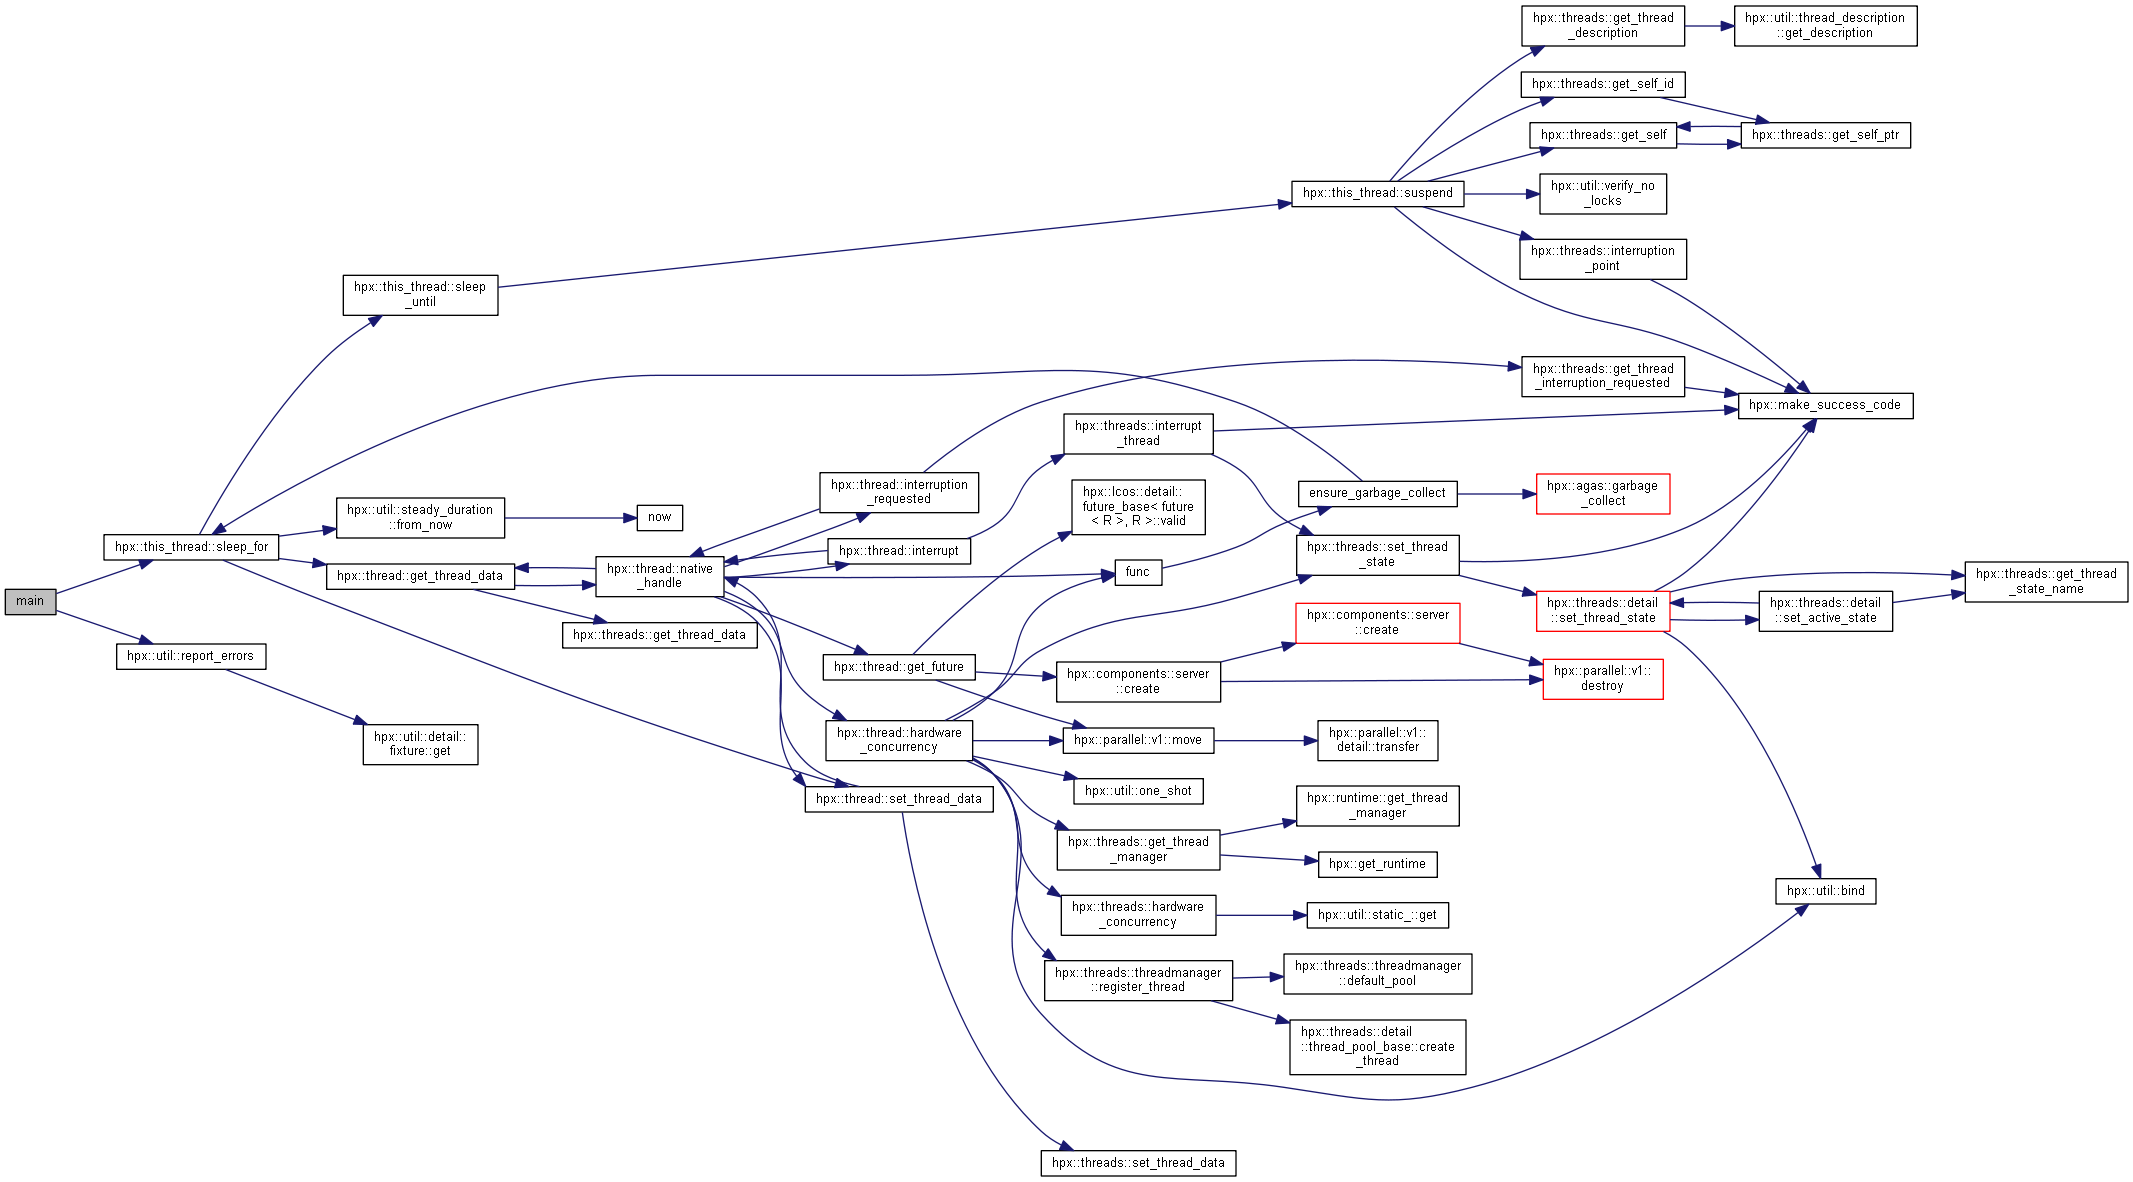 hpx::threads::get_thread
_description
hpx::util::thread_description
::get_description
hpx::threads::get_self_id
hpx::threads::get_self
hpx::threads::get_self_ptr
hpx::this_thread::suspend
hpx::util::verify_no
_locks
hpx::threads::interruption
_point
hpx::this_thread::sleep
_until
hpx::threads::get_thread
_interruption_requested
hpx::make_success_code
hpx::threads::interrupt
_thread
hpx::thread::interruption
_requested
hpx::lcos::detail::
future_base< future
< R >, R >::valid
ensure_garbage_collect
hpx::agas::garbage
_collect
hpx::util::steady_duration
::from_now
now
hpx::this_thread::sleep_for
hpx::thread::interrupt
hpx::threads::set_thread
_state
hpx::thread::get_thread_data
hpx::thread::native
_handle
func
hpx::threads::get_thread
_state_name
main
hpx::threads::detail
::set_thread_state
hpx::threads::detail
::set_active_state
hpx::components::server
::create
hpx::threads::get_thread_data
hpx::util::report_errors
hpx::thread::get_future
hpx::components::server
::create
hpx::parallel::v1::
destroy
hpx::util::detail::
fixture::get
hpx::thread::hardware
_concurrency
hpx::parallel::v1::move
hpx::parallel::v1::
detail::transfer
hpx::util::one_shot
hpx::thread::set_thread_data
hpx::runtime::get_thread
_manager
hpx::threads::get_thread
_manager
hpx::get_runtime
hpx::util::bind
hpx::threads::hardware
_concurrency
hpx::util::static_::get
hpx::threads::threadmanager
::register_thread
hpx::threads::threadmanager
::default_pool
hpx::threads::detail
::thread_pool_base::create
_thread
hpx::threads::set_thread_data